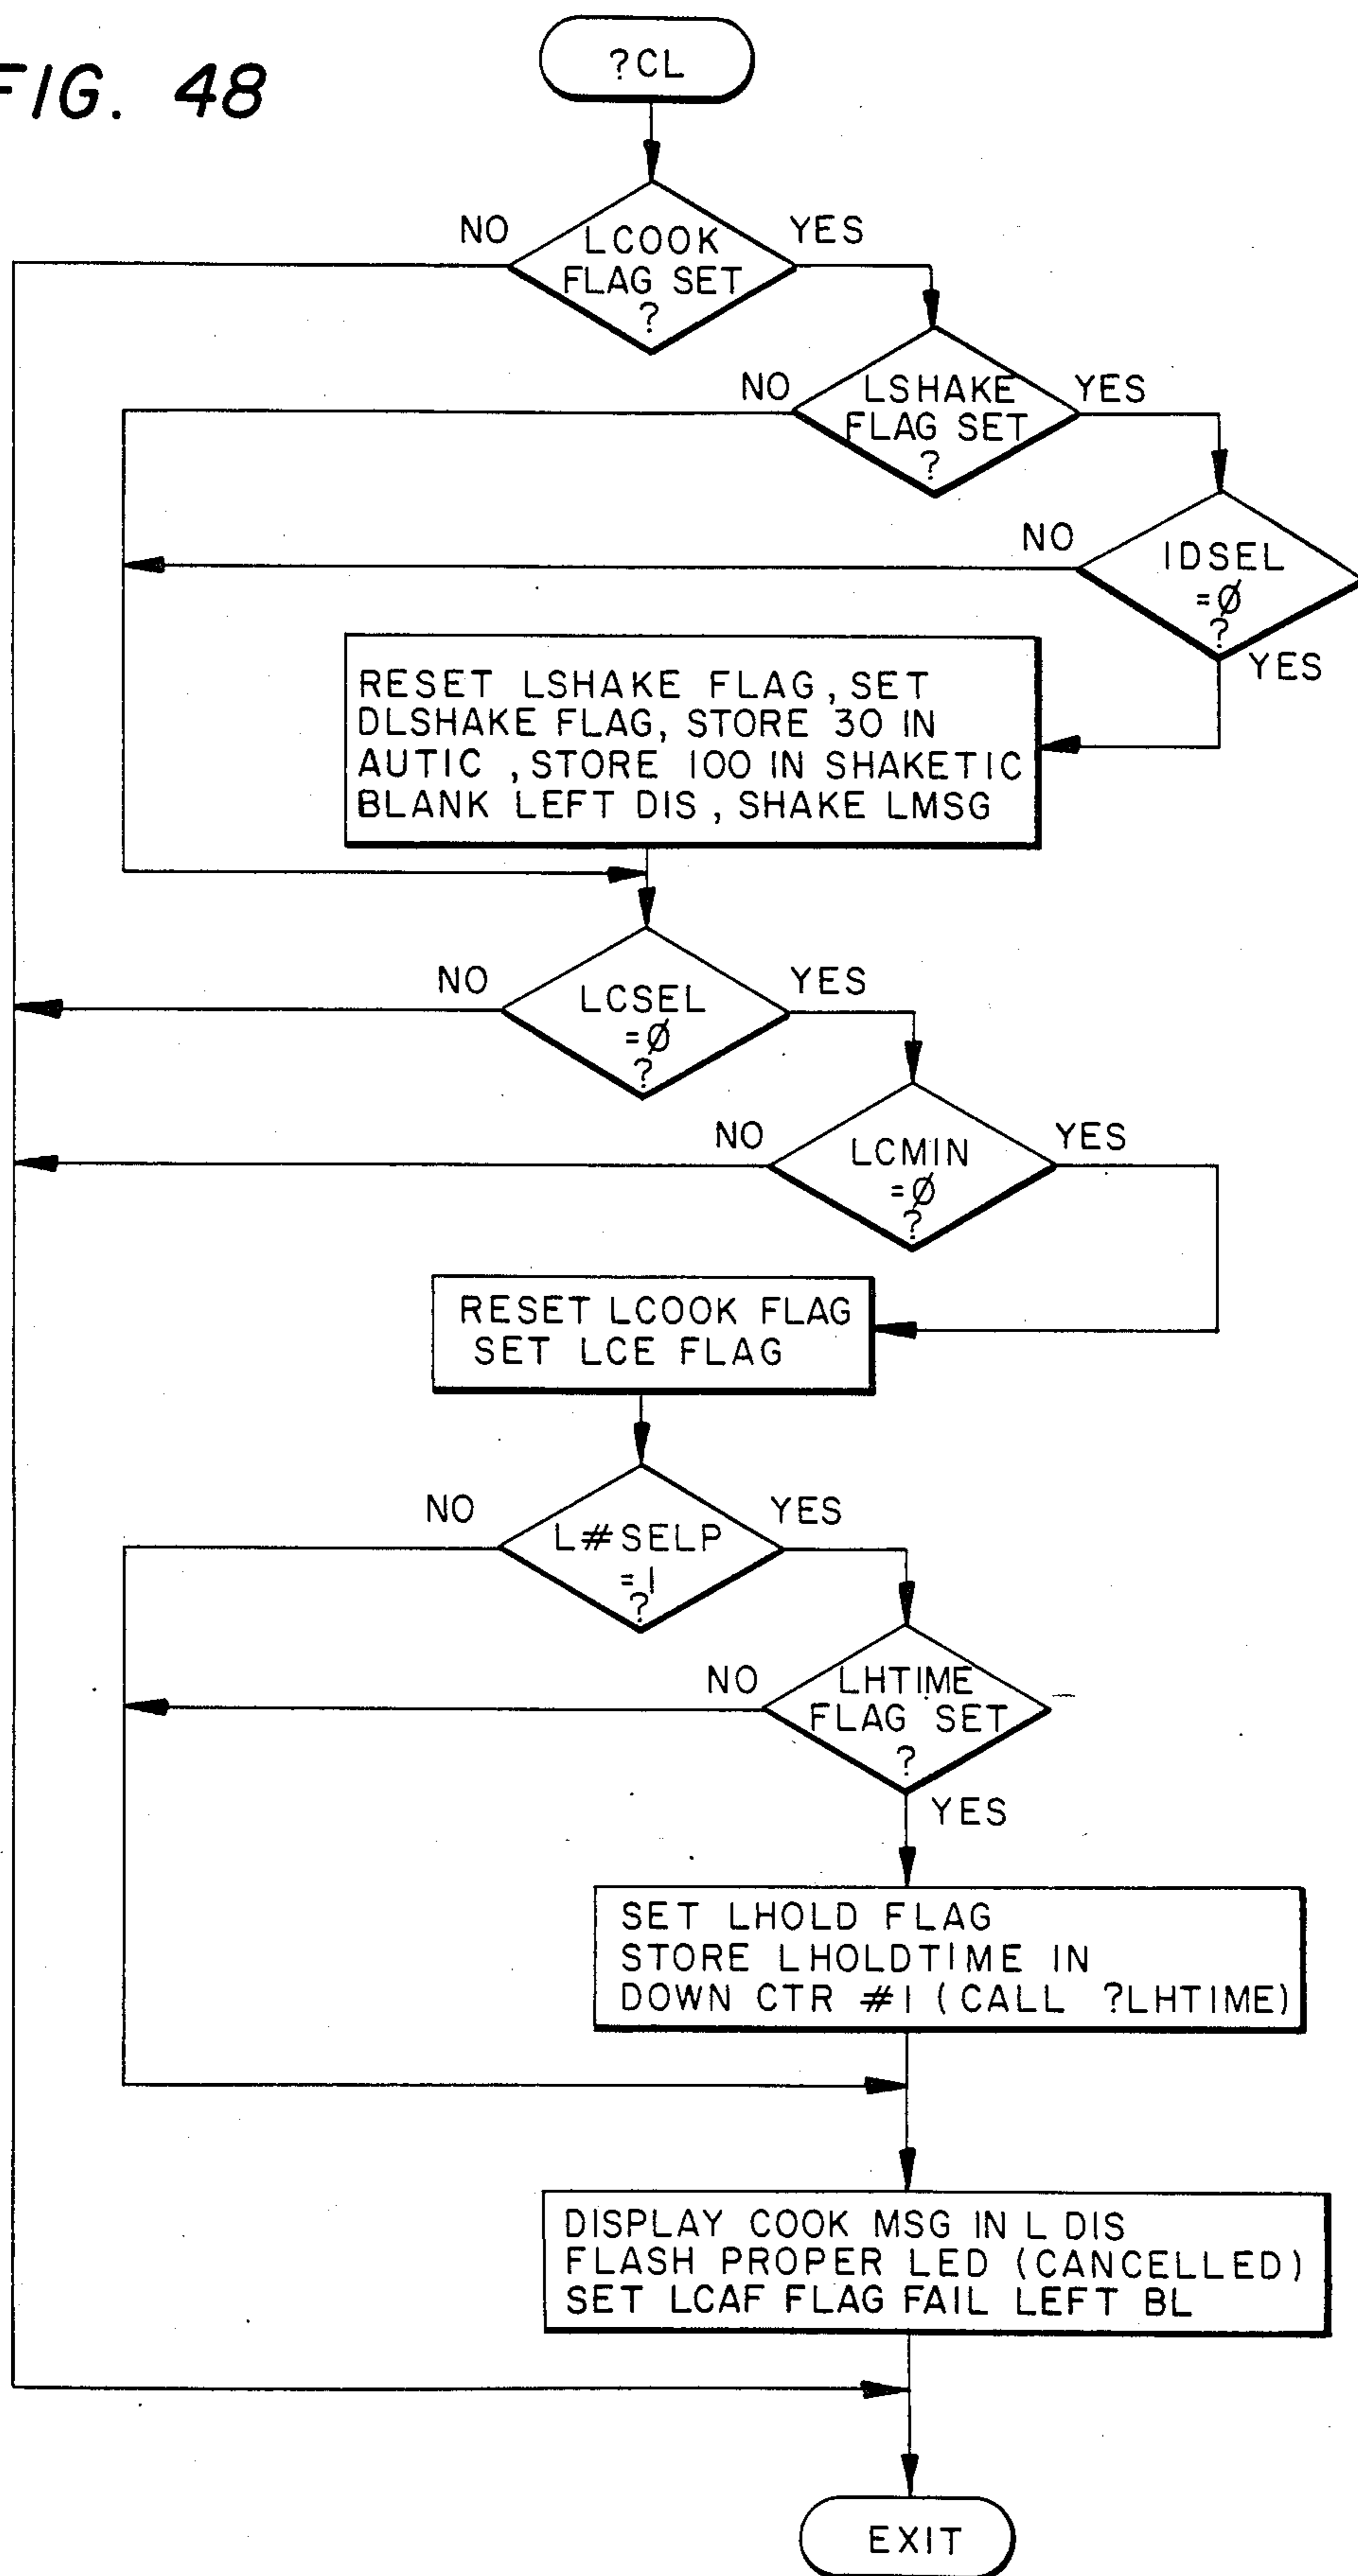 FIG. 48
?CL
NO
YES
LCOOK
FLAG SET
?
NO
YES
LSHAKE
FLAG SET
?
NO
IDSEL
=Ø
?
YES
RESET LSHAKE FLAG, SET
DLSHAKE FLAG, STORE 30 IN
AUTIC , STORE 100 IN SHAKETIC
BLANK LEFT DIS , SHAKE LMSG
NO
YES
LCSEL
=Ø
?
NO
YES
LCMIN
=Ø
?
RESET LCOOK FLAG
SET LCE FLAG
NO
YES
L#SELP
=1
?
NO
LHTIME
FLAG SET
?
YES
SET LHOLD FLAG
STORE LHOLDTIME IN
DOWN CTR #1 (CALL ?LHTIME)
DISPLAY COOK MSG IN L DIS
FLASH PROPER LED (CANCELLED)
SET LCAF FLAG FAIL LEFT BL
EXIT